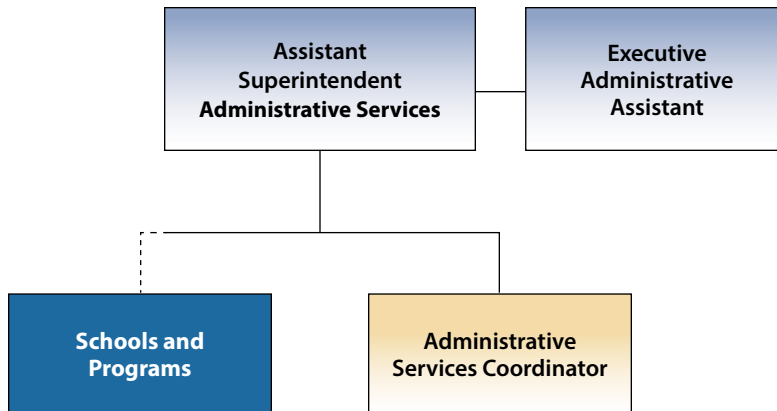 Assistant
Superintendent
Administrative Services
Executive
Administrative
Assistant
Schools and
Programs
Administrative
Services Coordinator